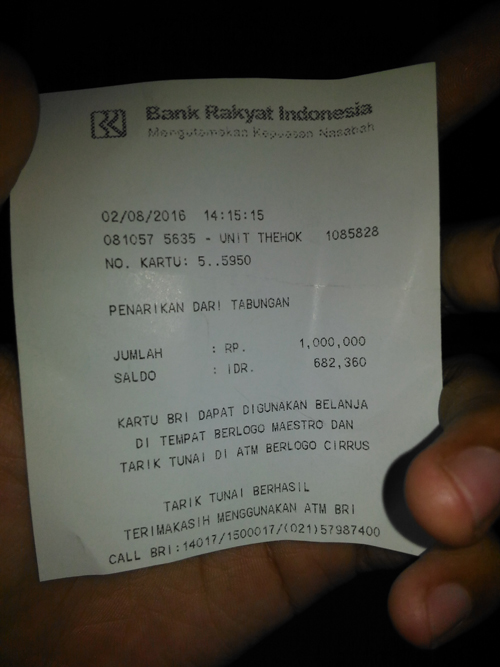 Bank Rakyat Indonesia
Mengutamakan Kepuasan Nasabah
02/08/2016 14:15:15
081057 5635 - UNIT THEHOK 1085828
NO. KARTU: 5..5950
PENARIKAN DARI TABUNGAN
JUMLAH : RP. 1,000,000
SALDO : IDR. 682,360
KARTU BRI DAPAT DIGUNAKAN BELANJA
DI TEMPAT BERLOGO MAESTRO DAN
TARIK TUNAI DI ATM BERLOGO CIRRUS
TARIK TUNAI BERHASIL
TERIMAKASIH MENGGUNAKAN ATM BRI
CALL BRI:14017/1500017/(021)57987400